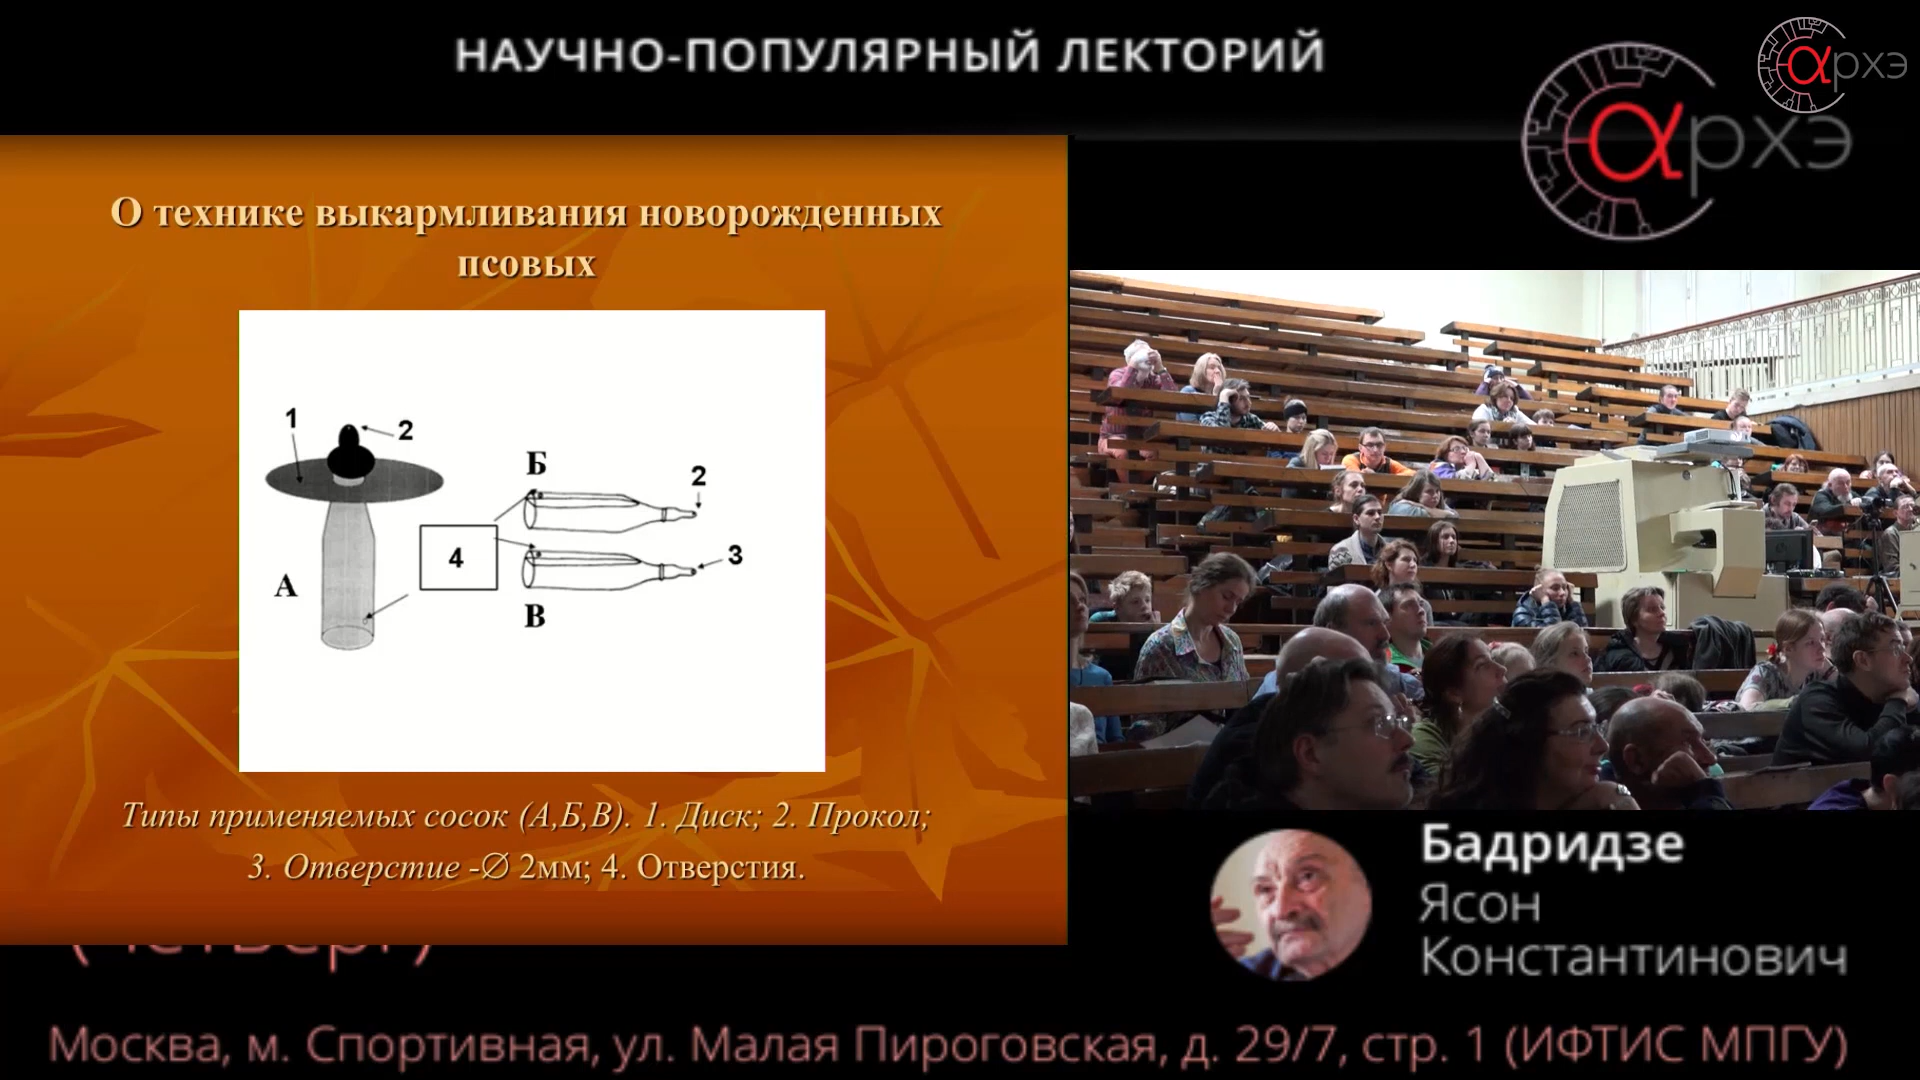 НАУЧНО-ПОПУЛЯРНЫЙ ЛЕКТОРИЙ
αрхэ
αрхэ
О технике выкармливания новорожденных
псовых
1
2
А
4
Б
2
3
В
Типы применяемых сосок (А,Б,В). 1. Диск; 2. Прокол;
3. Отверстие -∅ 2мм; 4. Отверстия.
Бадридзе
Ясон
Константинович
Москва, м. Спортивная, ул. Малая Пироговская, д. 29/7, стр. 1 (ИФТИС МПГУ)